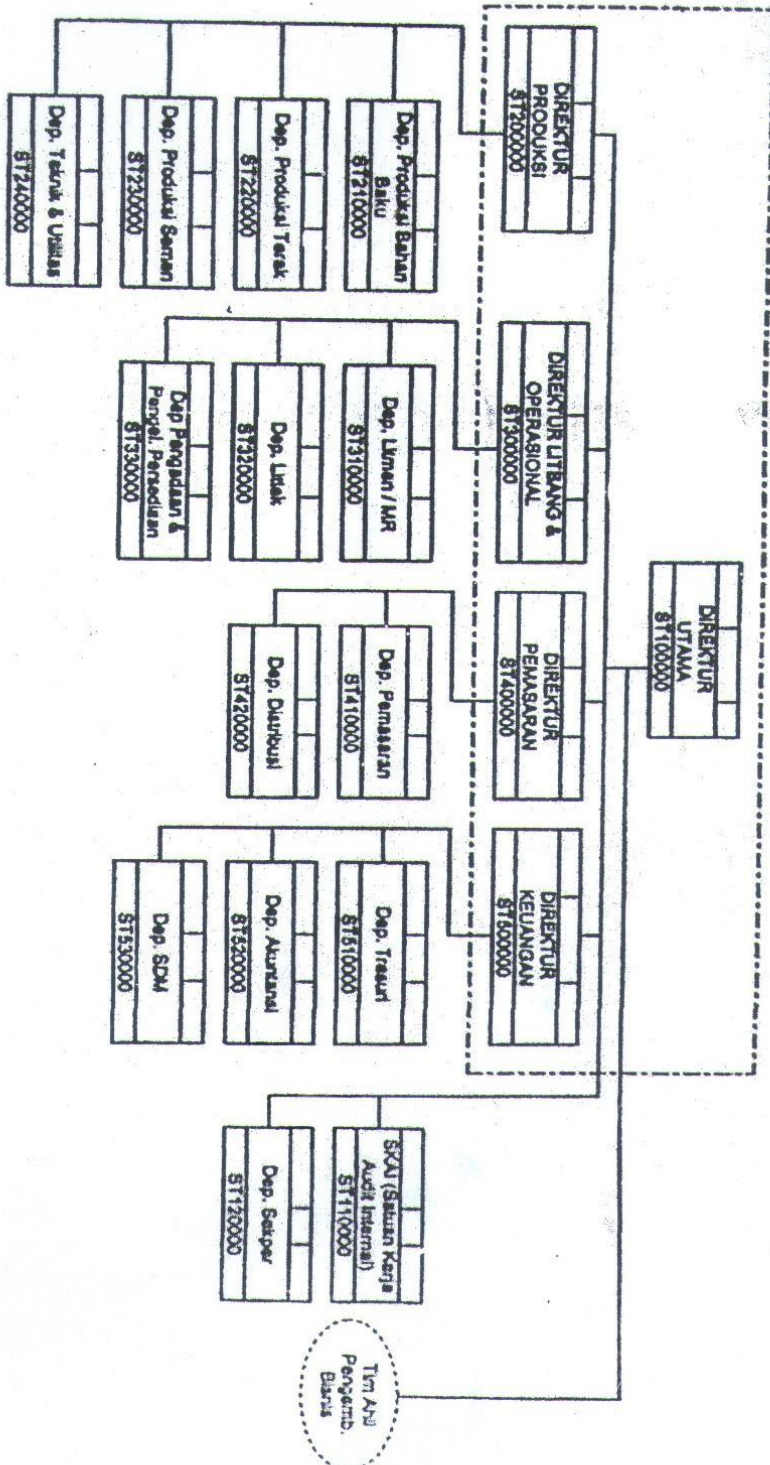 DIREKTUR
UTAMA
ST100000
DIREKTUR
PRODUKSI
ST200000
DIREKTUR LITBANG &
OPERASIONAL
ST300000
DIREKTUR
PEMASARAN
ST400000
DIREKTUR
KEUANGAN
ST500000
Dep. Produksi Bahan
Baku
ST210000
Dep. Produksi Terak
ST220000
Dep. Produksi Semen
ST230000
Dep. Teknik & Utilitas
ST240000
Dep. Litmen / MR
ST310000
Dep. Littek
ST320000
Dep Pengadaan &
Pengel. Persediaan
ST330000
Dep. Pemasaran
ST410000
Dep. Distribusi
ST420000
Dep. Tresuri
ST510000
Dep. Akuntansi
ST520000
Dep. SDM
ST530000
SKAI (Satuan Kerja
Audit Internal)
ST110000
Dep. Sekper
ST120000
Tim Ahli
Pengemb.
Bisnis